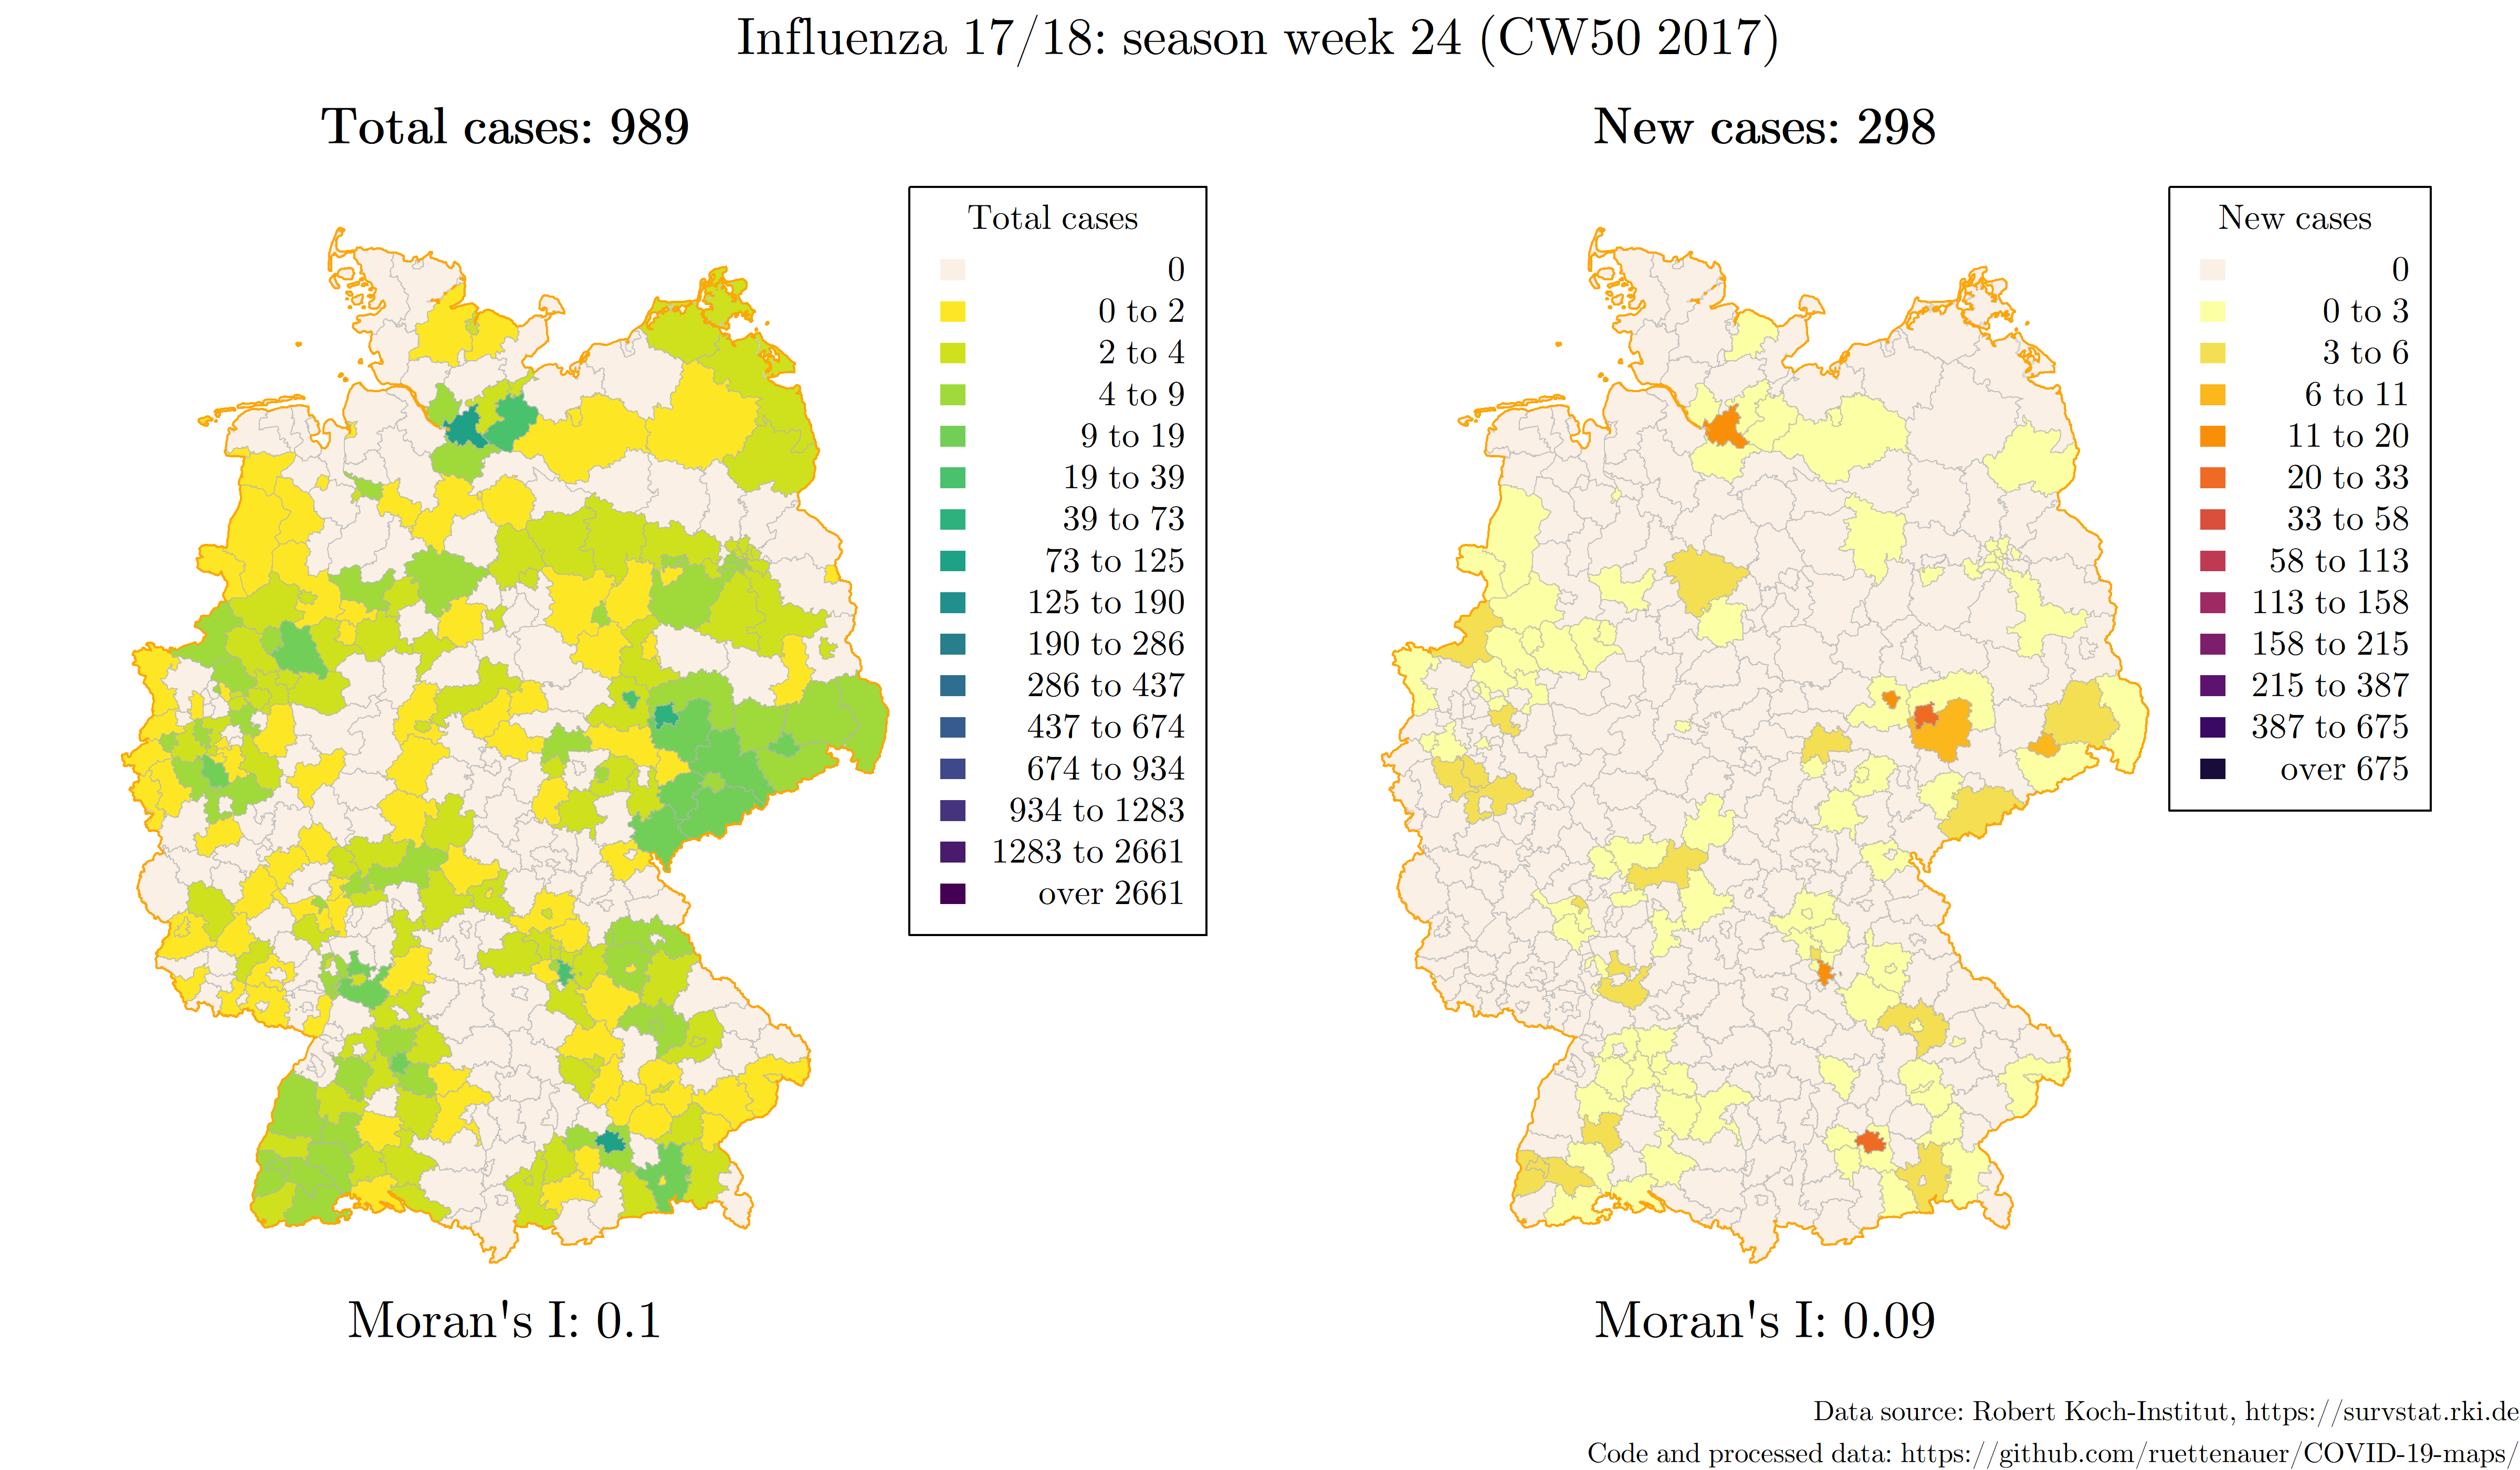 Influenza 17/18: season week 24 (CW50 2017)
Total cases: 989
Total cases
0
0 to 2
2 to 4
4 to 9
9 to 19
19 to 39
39 to 73
73 to 125
125 to 190
190 to 286
286 to 437
437 to 674
674 to 934
934 to 1283
1283 to 2661
over 2661
Moran's I: 0.1
New cases: 298
New cases
0
0 to 3
3 to 6
6 to 11
11 to 20
20 to 33
33 to 58
58 to 113
113 to 158
158 to 215
215 to 387
387 to 675
over 675
Moran's I: 0.09
Data source: Robert Koch-Institut, https://survstat.rki.de
Code and processed data: https://github.com/ruettenauer/COVID-19-maps/